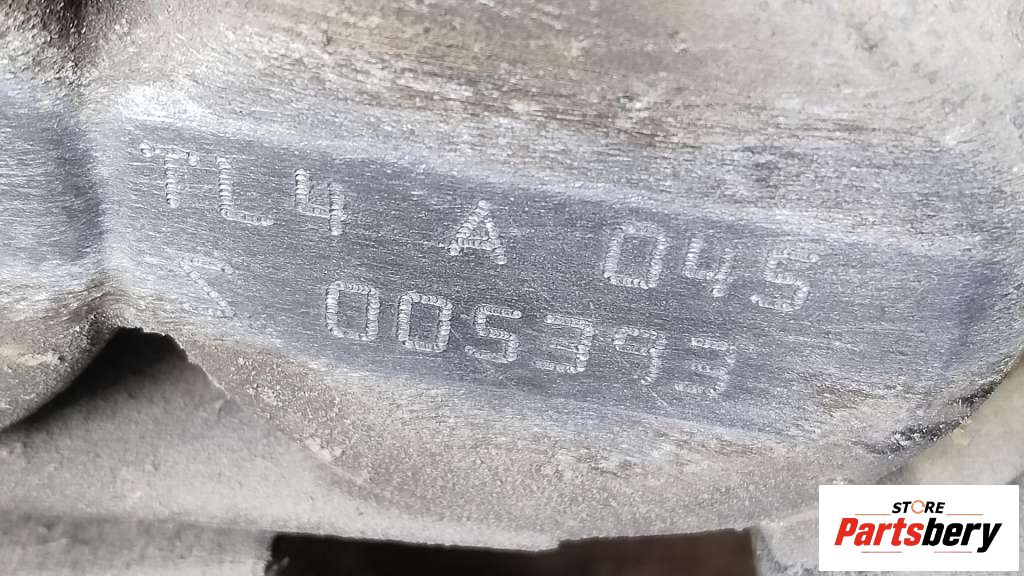 TL4 A 045
S 005393
STORE
Partsbery